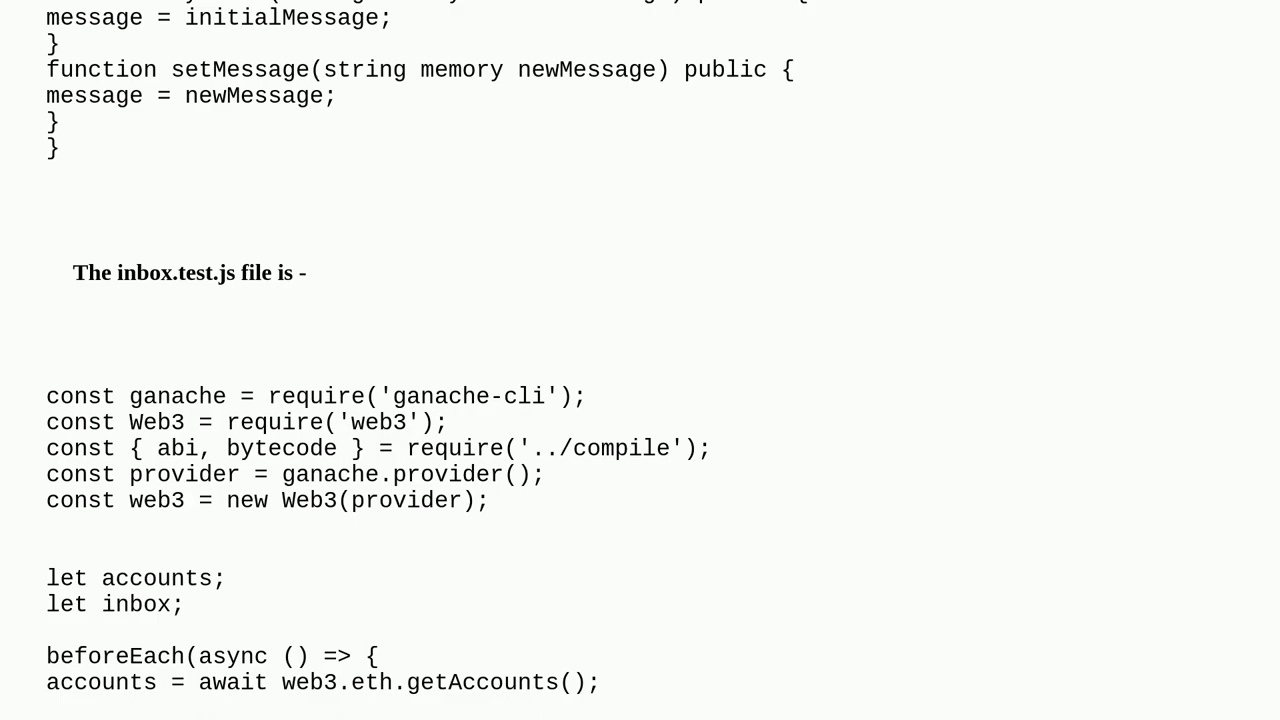 message = initialMessage;
}
function setMessage(string memory newMessage) public {
message = newMessage;
}
}
The inbox.test.js file is -
const ganache = require('ganache-cli');
const Web3 = require('web3');
const { abi, bytecode } = require('../compile');
const provider = ganache.provider();
const web3 = new Web3(provider);
let accounts;
let inbox;
beforeEach(async () => {
accounts = await web3.eth.getAccounts();